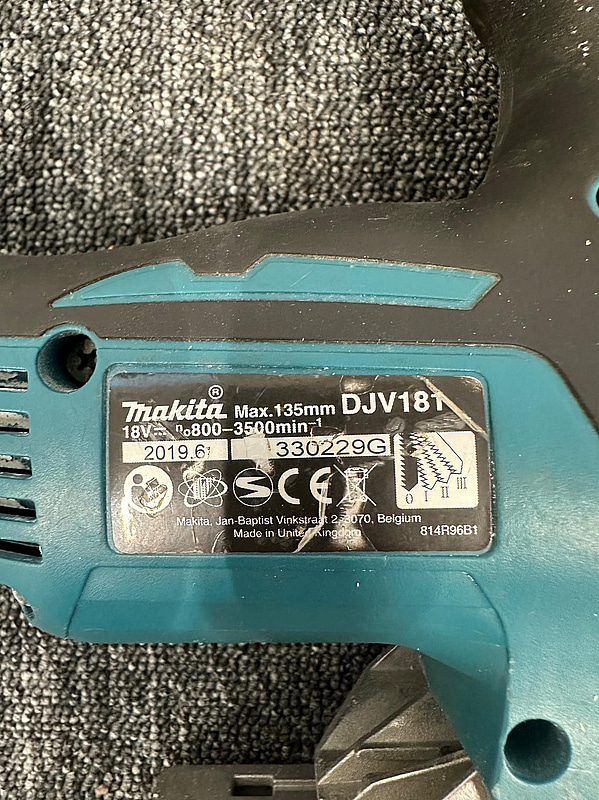 makita® Max.135mm DJV181
18V⎓ n₀800–3500min⁻¹
2019.6 330229G
CE
0 I II III
Makita, Jan-Baptist Vinkstraat 2, 3070, Belgium
Made in United Kingdom 814R96B1